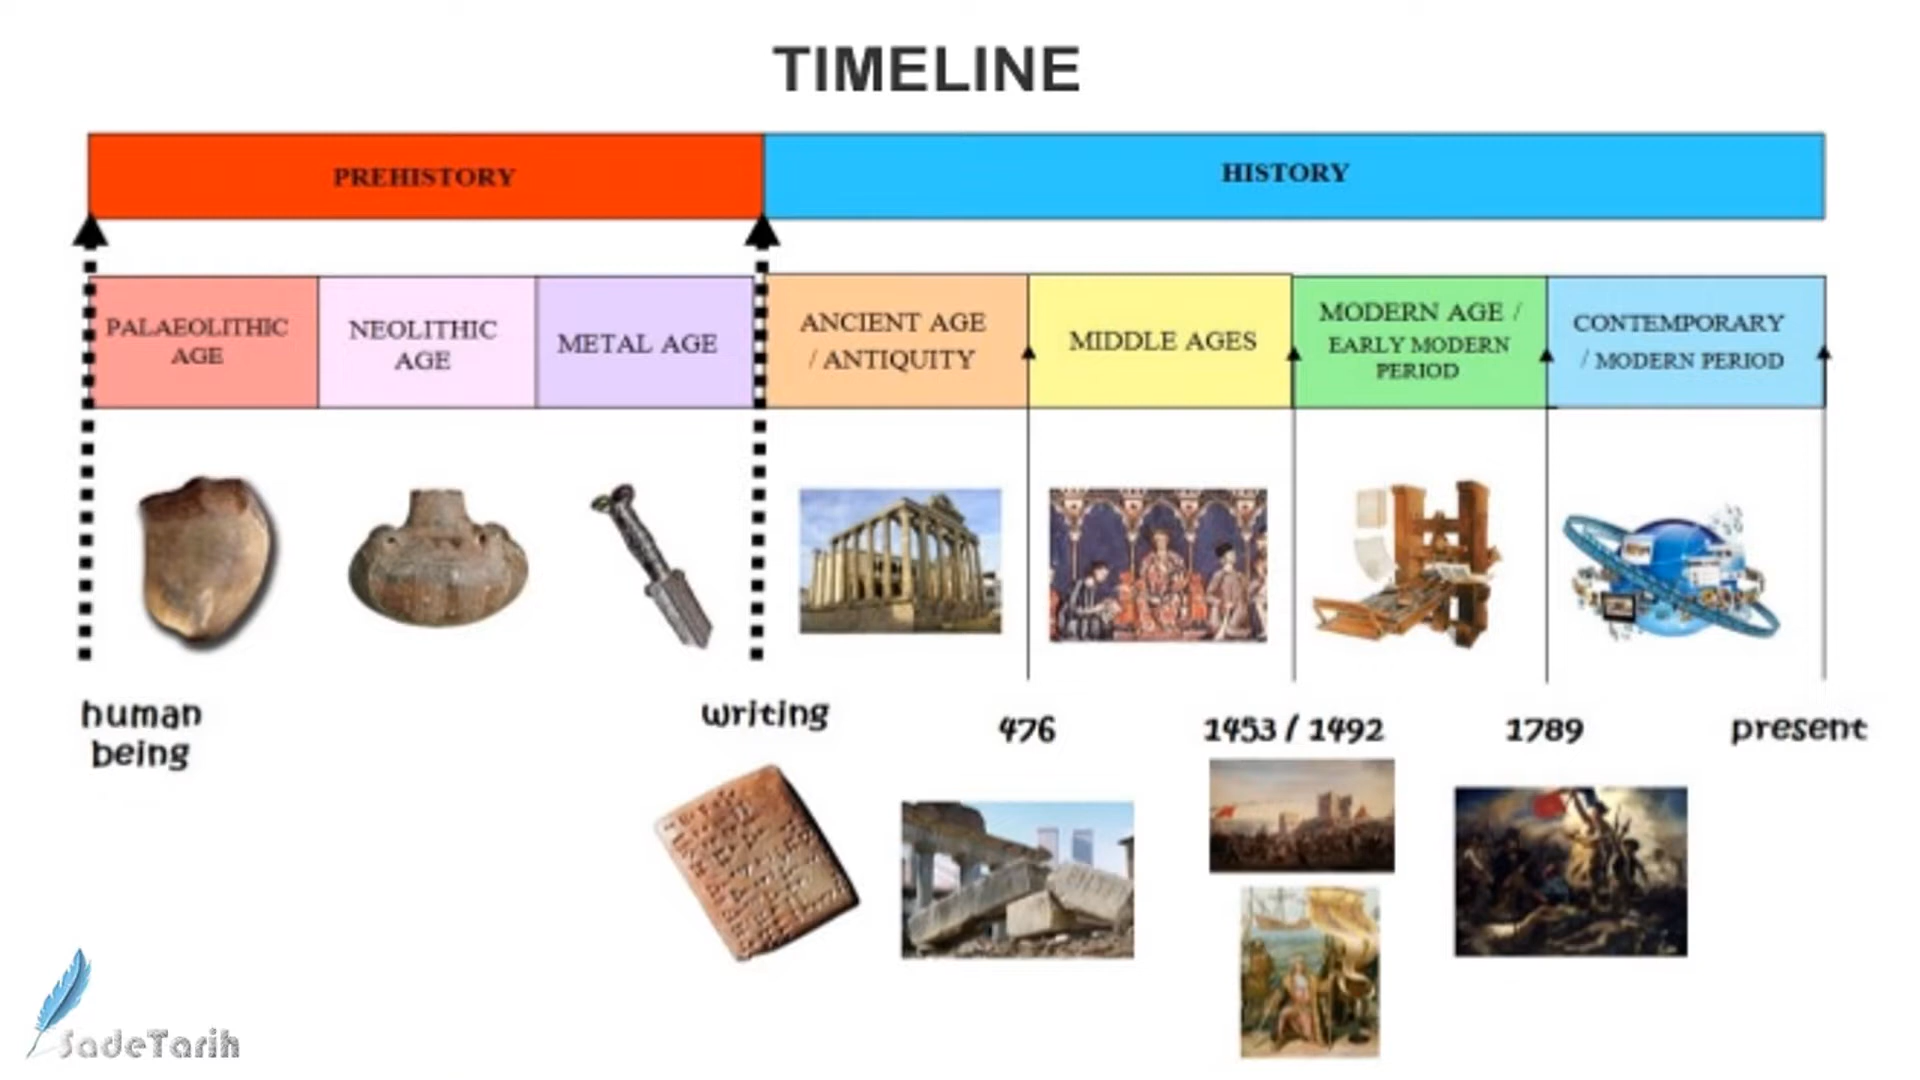 TIMELINE
PREHISTORY
HISTORY
PALAEOLITHIC
AGE
NEOLITHIC
AGE
METAL AGE
ANCIENT AGE
/ ANTIQUITY
MIDDLE AGES
MODERN AGE /
EARLY MODERN
PERIOD
CONTEMPORARY
/ MODERN PERIOD
human
being
writing
476
1453 / 1492
1789
present
SadeTarih